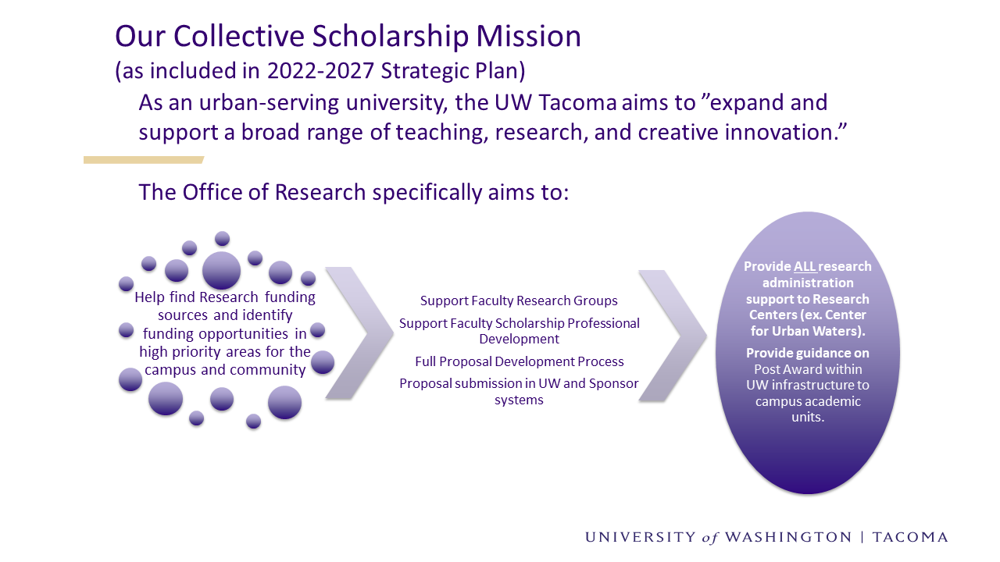 Our Collective Scholarship Mission
(as included in 2022-2027 Strategic Plan)
As an urban-serving university, the UW Tacoma aims to ”expand and
support a broad range of teaching, research, and creative innovation.”
The Office of Research specifically aims to:
Help find Research funding
sources and identify
funding opportunities in
high priority areas for the
campus and community
Support Faculty Research Groups
Support Faculty Scholarship Professional
Development
Full Proposal Development Process
Proposal submission in UW and Sponsor
systems
Provide ALL research
administration
support to Research
Centers (ex. Center
for Urban Waters).
Provide guidance on
Post Award within
UW infrastructure to
campus academic
units.
UNIVERSITY of WASHINGTON | TACOMA